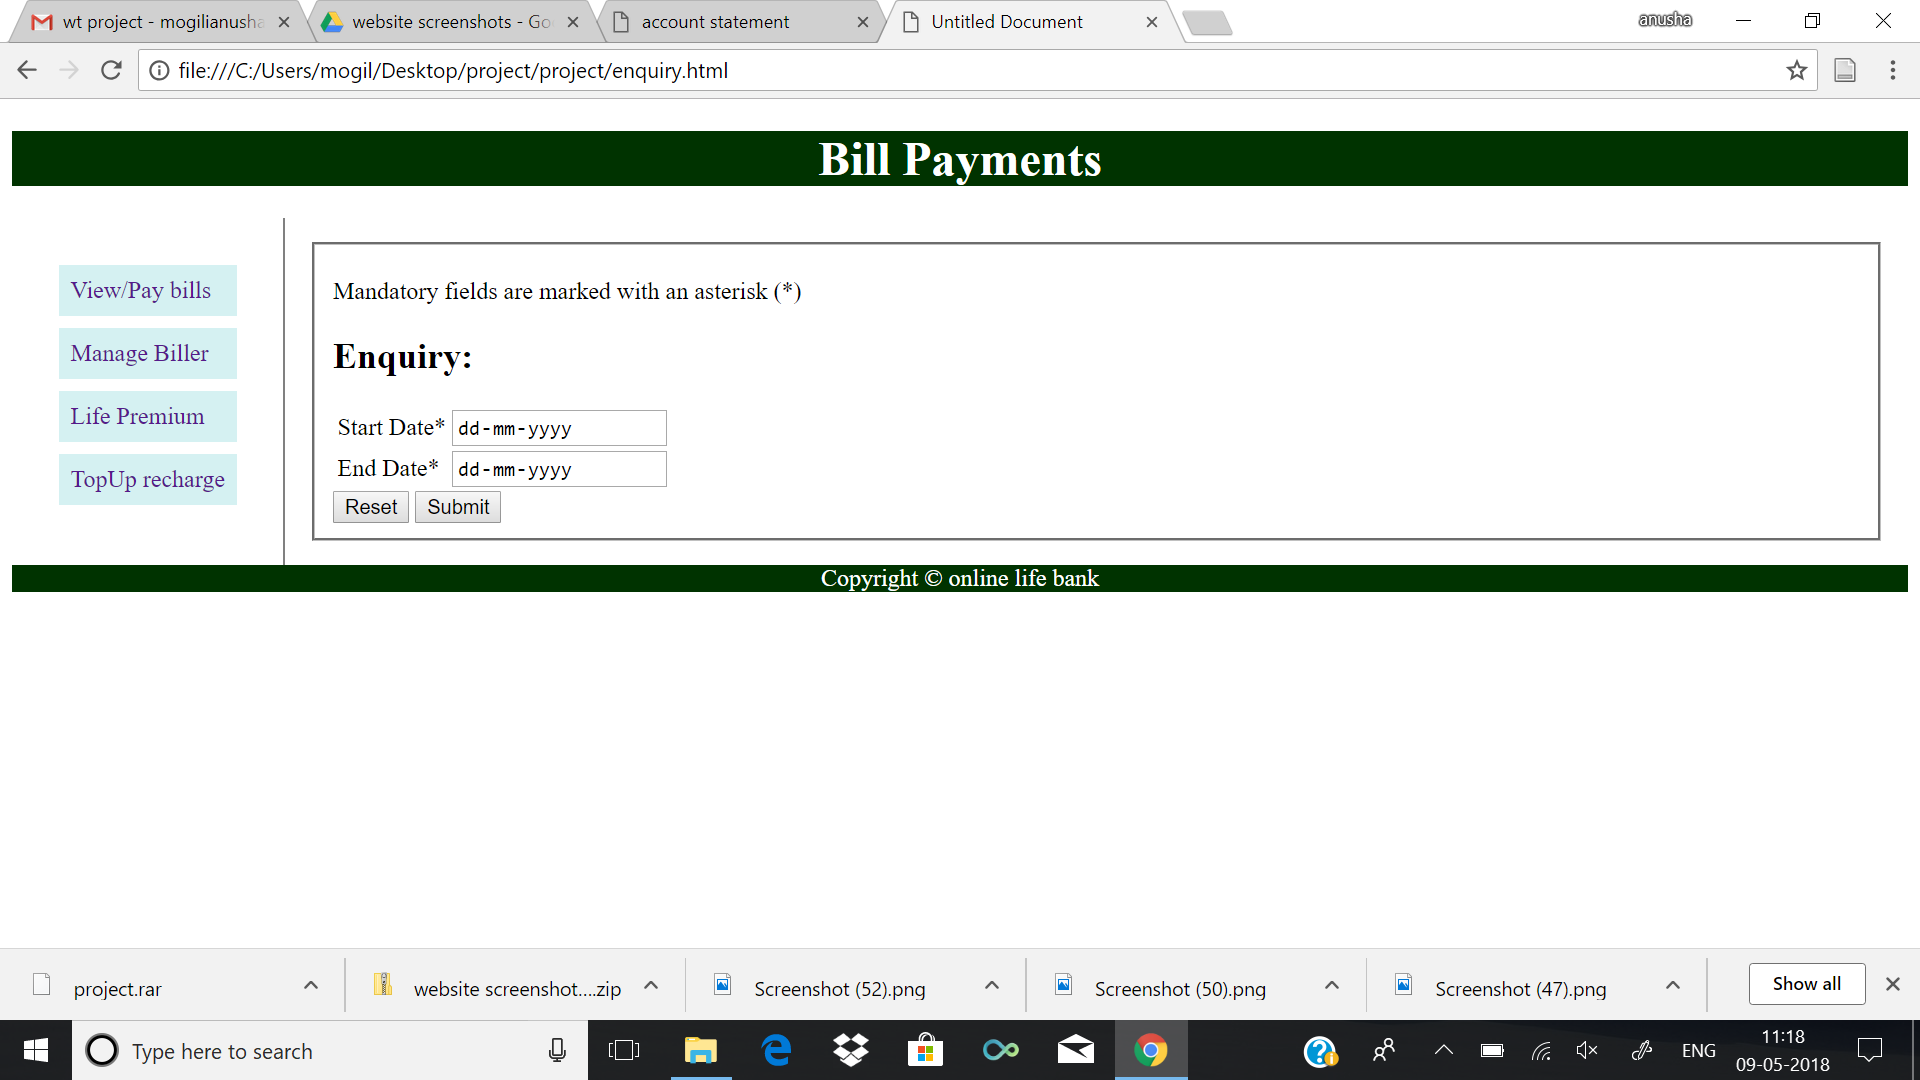 wt project - mogilianusha
website screenshots - Go
account statement
Untitled Document
anusha
file:///C:/Users/mogil/Desktop/project/project/enquiry.html
Bill Payments
View/Pay bills
Manage Biller
Life Premium
TopUp recharge
Mandatory fields are marked with an asterisk (*)
Enquiry:
Start Date* dd-mm-yyyy
End Date* dd-mm-yyyy
Reset Submit
Copyright © online life bank
project.rar
website screenshot....zip
Screenshot (52).png
Screenshot (50).png
Screenshot (47).png
Show all
Type here to search
ENG
11:18
09-05-2018